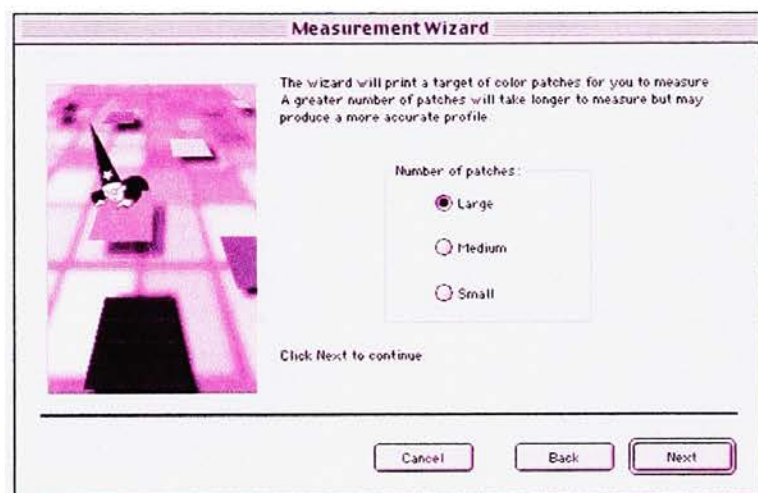 Measurement Wizard
The wizard will print a target of color patches for you to measure
A greater number of patches will take longer to measure but may
produce a more accurate profile
Number of patches:
Large
Medium
Small
Click Next to continue
Cancel
Back
Next